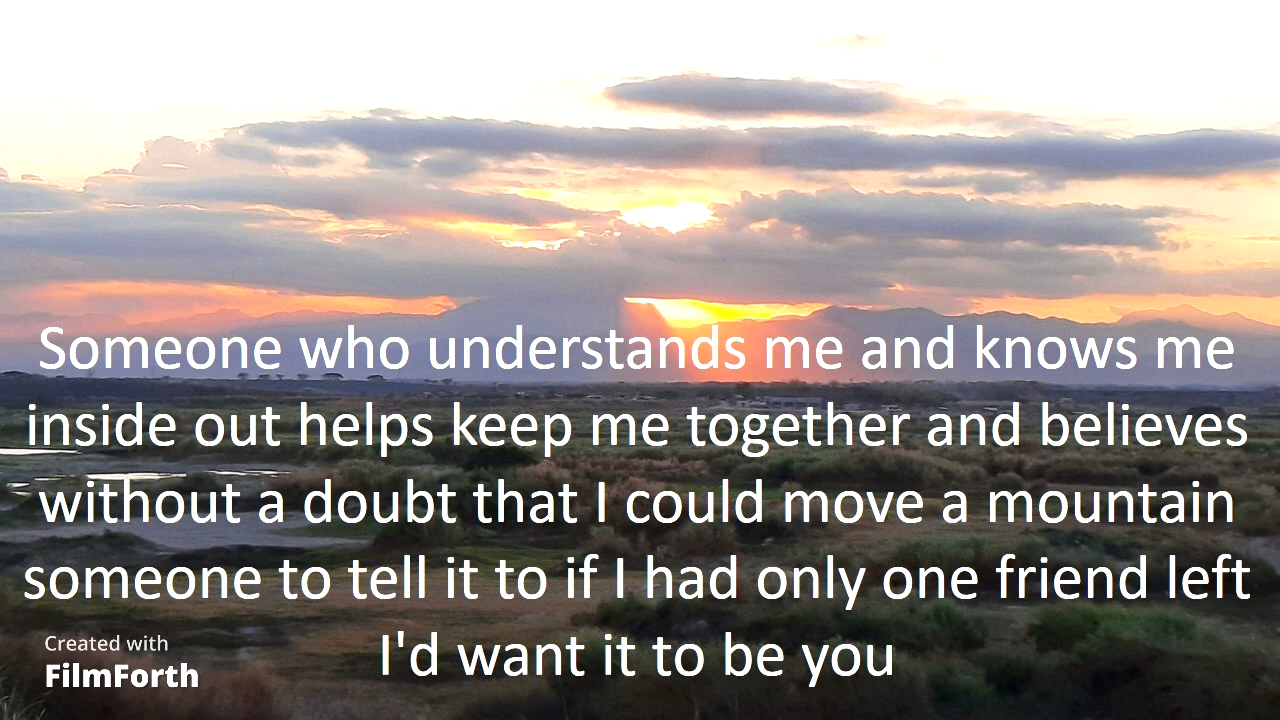 Someone who understands me and knows me
inside out helps keep me together and believes
without a doubt that I could move a mountain
someone to tell it to if I had only one friend left
I'd want it to be you
Created with
FilmForth